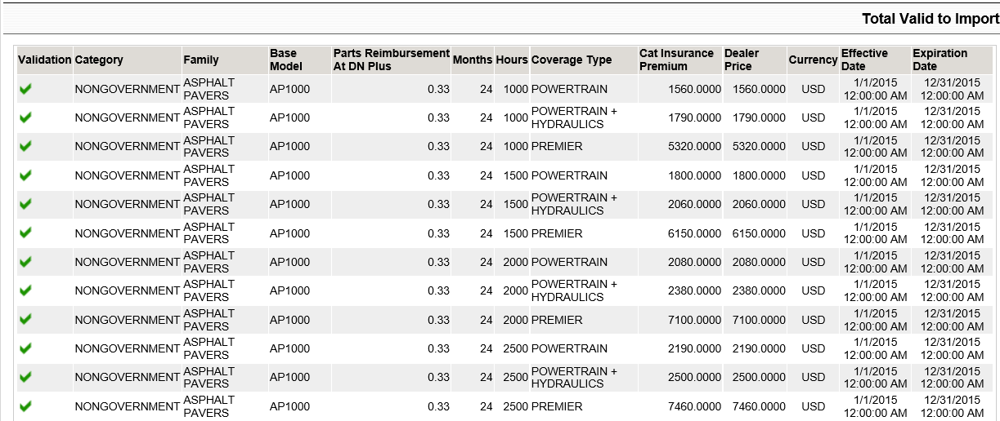 Total Valid to Import
Validation Category Family Base Model Parts Reimbursement At DN Plus Months Hours Coverage Type Cat Insurance Premium Dealer Price Currency Effective Date Expiration Date
NONGOVERNMENT ASPHALT PAVERS AP1000 0.33 24 1000 POWERTRAIN 1560.0000 1560.0000 USD 1/1/2015 12:00:00 AM 12/31/2015 12:00:00 AM
NONGOVERNMENT ASPHALT PAVERS AP1000 0.33 24 1000 POWERTRAIN + HYDRAULICS 1790.0000 1790.0000 USD 1/1/2015 12:00:00 AM 12/31/2015 12:00:00 AM
NONGOVERNMENT ASPHALT PAVERS AP1000 0.33 24 1000 PREMIER 5320.0000 5320.0000 USD 1/1/2015 12:00:00 AM 12/31/2015 12:00:00 AM
NONGOVERNMENT ASPHALT PAVERS AP1000 0.33 24 1500 POWERTRAIN 1800.0000 1800.0000 USD 1/1/2015 12:00:00 AM 12/31/2015 12:00:00 AM
NONGOVERNMENT ASPHALT PAVERS AP1000 0.33 24 1500 POWERTRAIN + HYDRAULICS 2060.0000 2060.0000 USD 1/1/2015 12:00:00 AM 12/31/2015 12:00:00 AM
NONGOVERNMENT ASPHALT PAVERS AP1000 0.33 24 1500 PREMIER 6150.0000 6150.0000 USD 1/1/2015 12:00:00 AM 12/31/2015 12:00:00 AM
NONGOVERNMENT ASPHALT PAVERS AP1000 0.33 24 2000 POWERTRAIN 2080.0000 2080.0000 USD 1/1/2015 12:00:00 AM 12/31/2015 12:00:00 AM
NONGOVERNMENT ASPHALT PAVERS AP1000 0.33 24 2000 POWERTRAIN + HYDRAULICS 2380.0000 2380.0000 USD 1/1/2015 12:00:00 AM 12/31/2015 12:00:00 AM
NONGOVERNMENT ASPHALT PAVERS AP1000 0.33 24 2000 PREMIER 7100.0000 7100.0000 USD 1/1/2015 12:00:00 AM 12/31/2015 12:00:00 AM
NONGOVERNMENT ASPHALT PAVERS AP1000 0.33 24 2500 POWERTRAIN 2190.0000 2190.0000 USD 1/1/2015 12:00:00 AM 12/31/2015 12:00:00 AM
NONGOVERNMENT ASPHALT PAVERS AP1000 0.33 24 2500 POWERTRAIN + HYDRAULICS 2500.0000 2500.0000 USD 1/1/2015 12:00:00 AM 12/31/2015 12:00:00 AM
NONGOVERNMENT ASPHALT PAVERS AP1000 0.33 24 2500 PREMIER 7460.0000 7460.0000 USD 1/1/2015 12:00:00 AM 12/31/2015 12:00:00 AM